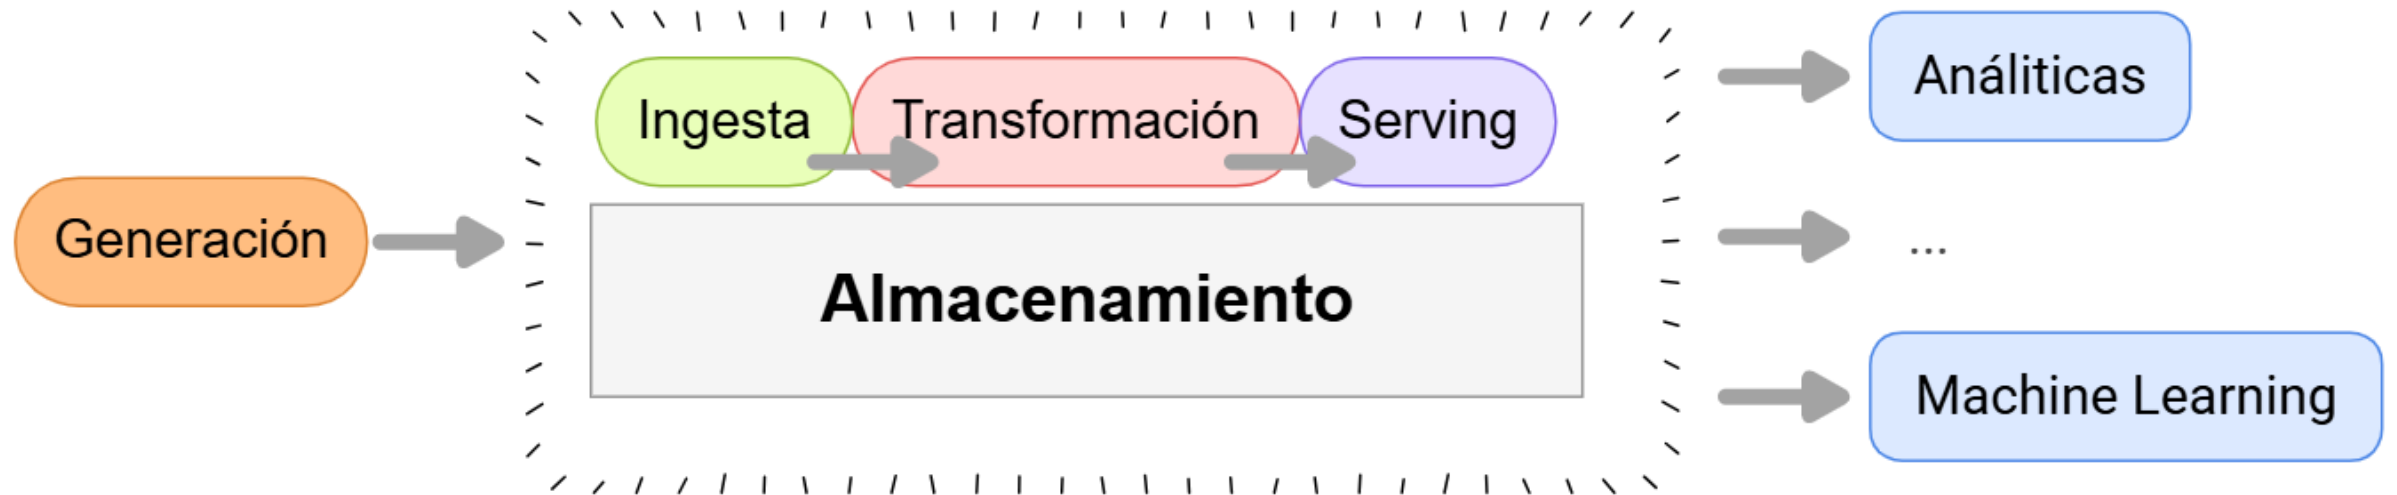 Generación
Ingesta
Transformación
Serving
Almacenamiento
Análiticas
...
Machine Learning